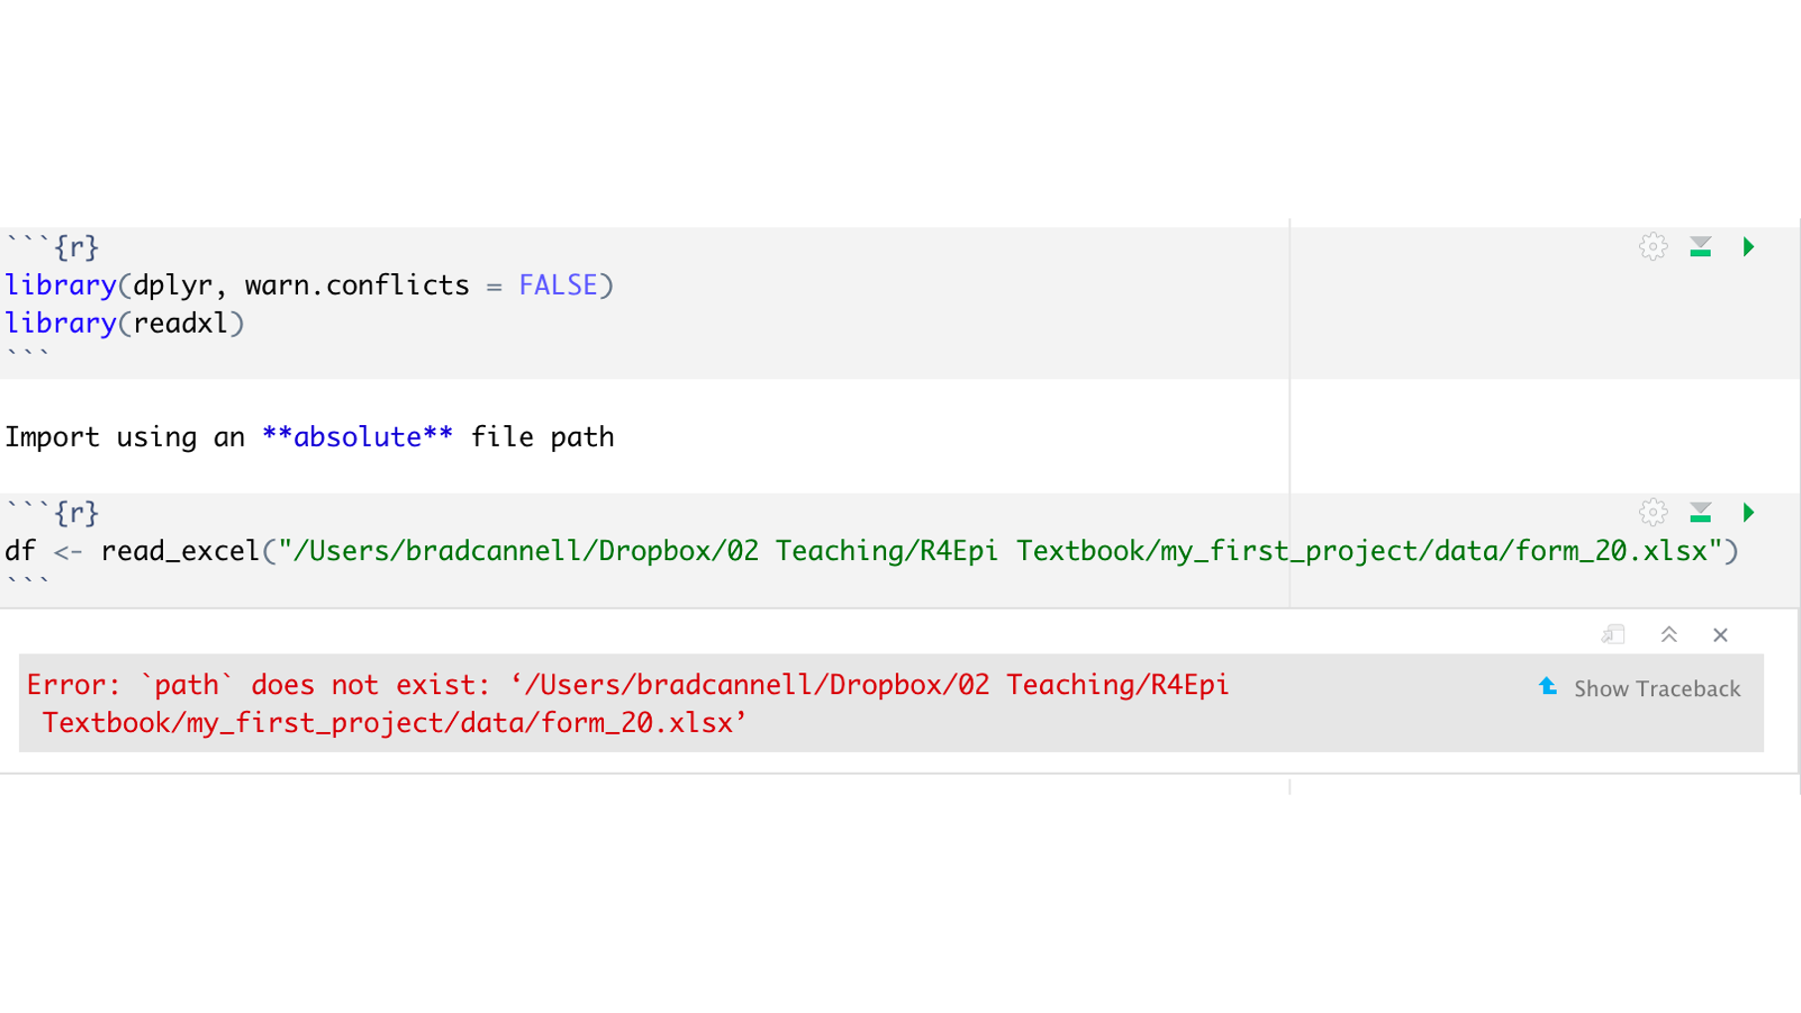 ```{r}
library(dplyr, warn.conflicts = FALSE)
library(readxl)
```
Import using an **absolute** file path
```{r}
df <- read_excel("/Users/bradcannell/Dropbox/02 Teaching/R4Epi Textbook/my_first_project/data/form_20.xlsx")
```
Error: `path` does not exist: ‘/Users/bradcannell/Dropbox/02 Teaching/R4Epi
Textbook/my_first_project/data/form_20.xlsx’
Show Traceback